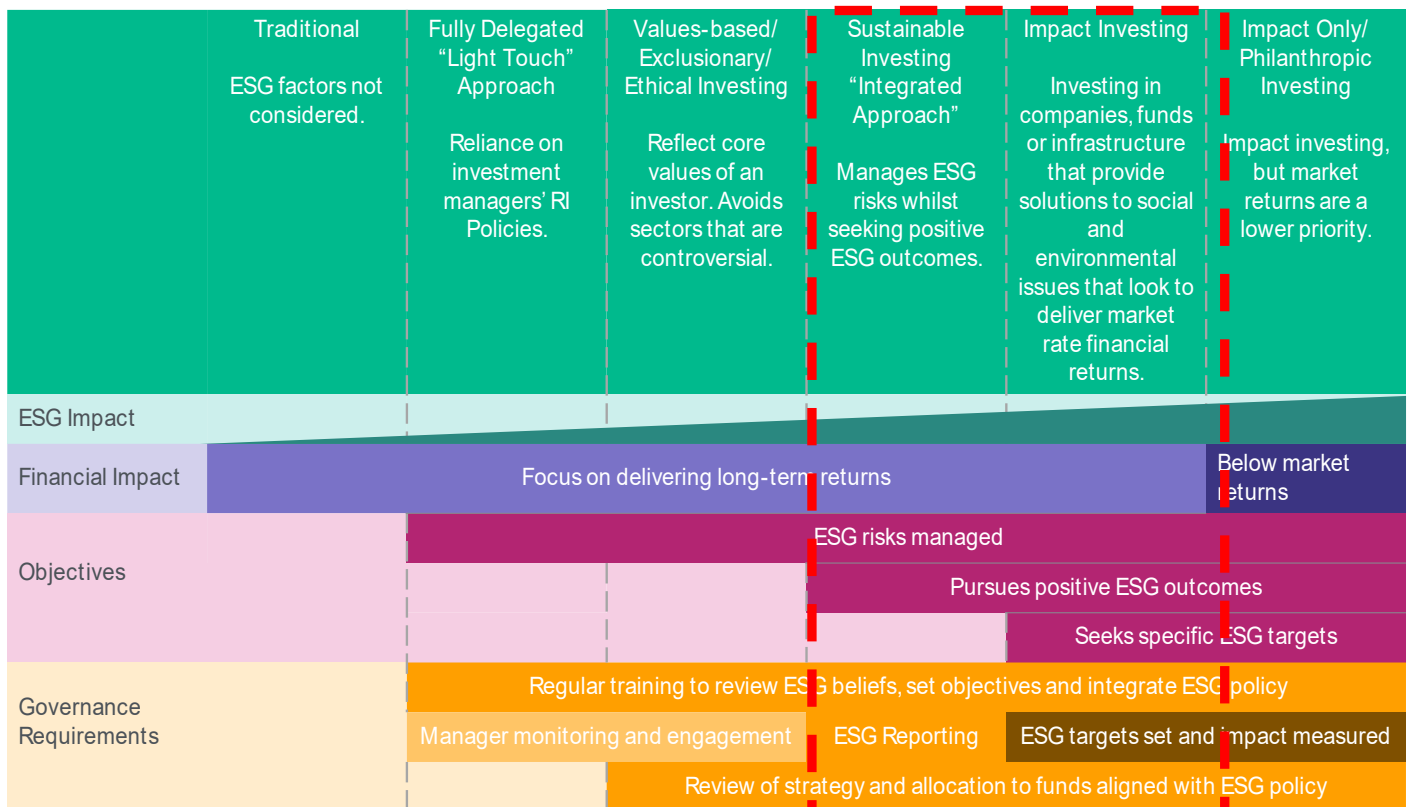 Traditional
ESG factors not
considered.
Fully Delegated
“Light Touch”
Approach
Reliance on
investment
managers’ RI
Policies.
Values-based/
Exclusionary/
Ethical Investing
Reflect core
values of an
investor. Avoids
sectors that are
controversial.
Sustainable
Investing
“Integrated
Approach”
Manages ESG
risks whilst
seeking positive
ESG outcomes.
Impact Investing
Investing in
companies, funds
or infrastructure
that provide
solutions to social
and
environmental
issues that look to
deliver market
rate financial
returns.
Impact Only/
Philanthropic
Investing
Impact investing,
but market
returns are a
lower priority.
ESG Impact
Financial Impact
Focus on delivering long-term returns
Below market
returns
Objectives
ESG risks managed
Pursues positive ESG outcomes
Seeks specific ESG targets
Governance
Requirements
Regular training to review ESG beliefs, set objectives and integrate ESG policy
Manager monitoring and engagement
ESG Reporting
ESG targets set and impact measured
Review of strategy and allocation to funds aligned with ESG policy